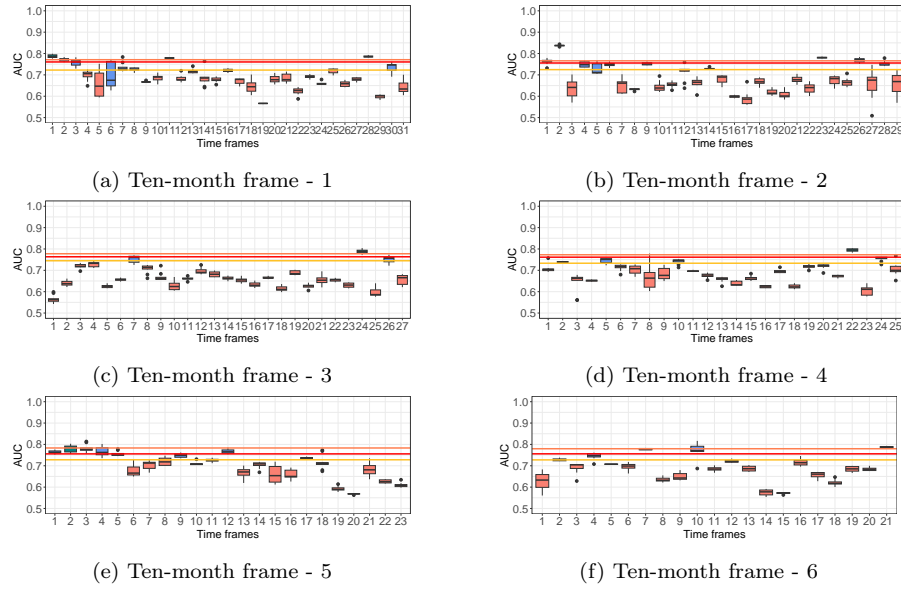 AUC
1.0
0.9
0.8
0.7
0.6
0.5
1 2 3 4 5 6 7 8 9 10 11 12 13 14 15 16 17 18 19 20 21 22 23 24 25 26 27 28 29 30 31
Time frames
(a) Ten-month frame - 1
AUC
1.0
0.9
0.8
0.7
0.6
0.5
1 2 3 4 5 6 7 8 9 10 11 12 13 14 15 16 17 18 19 20 21 22 23 24 25 26 27 28 29
Time frames
(b) Ten-month frame - 2
AUC
1.0
0.9
0.8
0.7
0.6
0.5
1 2 3 4 5 6 7 8 9 10 11 12 13 14 15 16 17 18 19 20 21 22 23 24 25 26 27
Time frames
(c) Ten-month frame - 3
AUC
1.0
0.9
0.8
0.7
0.6
0.5
1 2 3 4 5 6 7 8 9 10 11 12 13 14 15 16 17 18 19 20 21 22 23 24 25
Time frames
(d) Ten-month frame - 4
AUC
1.0
0.9
0.8
0.7
0.6
0.5
1 2 3 4 5 6 7 8 9 10 11 12 13 14 15 16 17 18 19 20 21 22 23
Time frames
(e) Ten-month frame - 5
AUC
1.0
0.9
0.8
0.7
0.6
0.5
1 2 3 4 5 6 7 8 9 10 11 12 13 14 15 16 17 18 19 20 21
Time frames
(f) Ten-month frame - 6